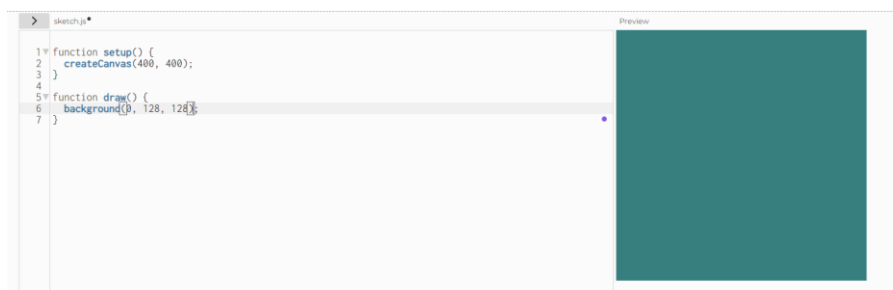 sketch.js
Preview
1 function setup() {
2 createCanvas(400, 400);
3 }
4
5 function draw() {
6 background(0, 128, 128);
7 }